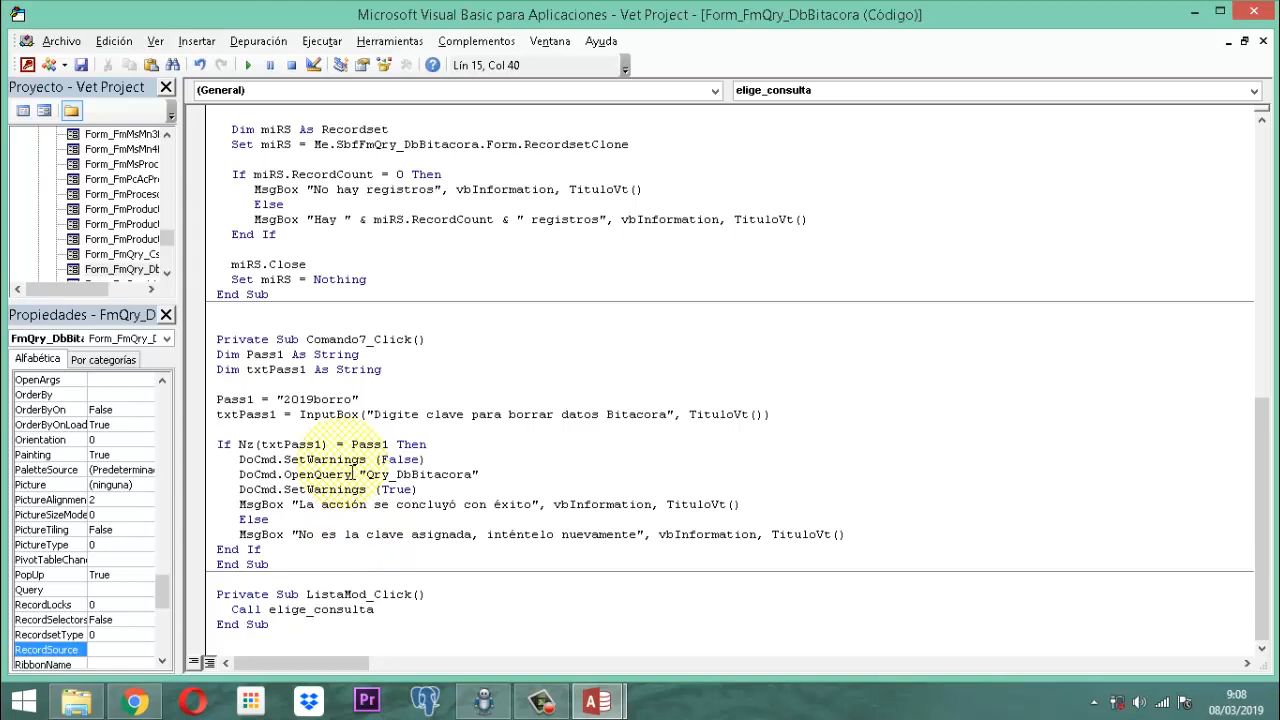 Microsoft Visual Basic para Aplicaciones - Vet Project - [Form_FmQry_DbBitacora (Código)]
Archivo Edición Ver Insertar Formato Depuración Ejecutar Herramientas Complementos Ventana Ayuda
Lín 15, Col 40
Proyecto - Vet Project
(General)
elige_consulta
Form_FmMsMn3
Form_FmMsMn4
Form_FmMsProc
Form_FmPcAcPr
Form_FmProceso
Form_FmProduct
Form_FmProduct
Form_FmProduct
Form_FmQry_Cs
Form_FmQry_Db
Dim miRS As Recordset
Set miRS = Me.SbfFmQry_DbBitacora.Form.RecordsetClone
If miRS.RecordCount = 0 Then
MsgBox "No hay registros", vbInformation, TituloVt()
Else
MsgBox "Hay " & miRS.RecordCount & " registros", vbInformation, TituloVt()
End If
miRS.Close
Set miRS = Nothing
End Sub
Private Sub Comando7_Click()
Dim Pass1 As String
Dim txtPass1 As String
Pass1 = "2019borro"
txtPass1 = InputBox("Digite clave para borrar datos Bitacora", TituloVt())
If Nz(txtPass1) = Pass1 Then
DoCmd.SetWarnings (False)
DoCmd.OpenQuery "Qry_DbBitacora"
DoCmd.SetWarnings (True)
MsgBox "La acción se concluyó con éxito", vbInformation, TituloVt()
Else
MsgBox "No es la clave asignada, inténtelo nuevamente", vbInformation, TituloVt()
End If
End Sub
Private Sub ListaMod_Click()
Call elige_consulta
End Sub
Propiedades - FmQry_D
FmQry_DbBita Form_FmQry_D
Alfabética Por categorías
OpenArgs
OrderBy
OrderByOn False
OrderByOnLoad True
Orientation 0
Painting True
PaletteSource (Predetermina
Picture (ninguna)
PictureAlignmen 2
PictureSizeMode 0
PictureTiling False
PictureType 0
PivotTableChan
PopUp True
Query
RecordLocks 0
RecordSelectors False
RecordsetType 0
RecordSource
RibbonName
Pr
9:08
08/03/2019